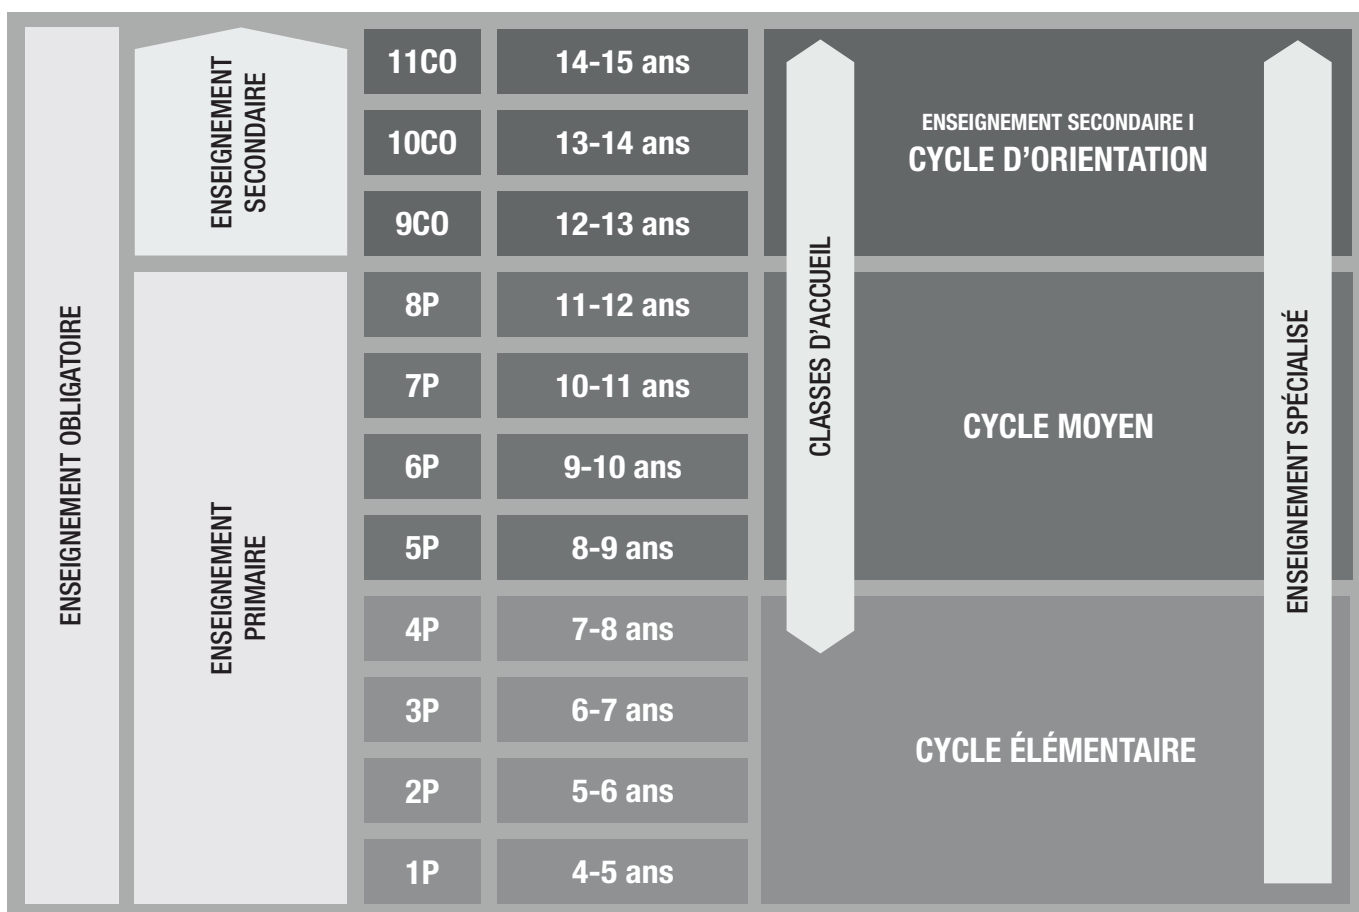 ENSEIGNEMENT OBLIGATOIRE
ENSEIGNEMENT
SECONDAIRE
ENSEIGNEMENT
PRIMAIRE
11CO
14-15 ans
10CO
13-14 ans
9CO
12-13 ans
8P
11-12 ans
7P
10-11 ans
6P
9-10 ans
5P
8-9 ans
4P
7-8 ans
3P
6-7 ans
2P
5-6 ans
1P
4-5 ans
CLASSES D'ACCUEIL
ENSEIGNEMENT SECONDAIRE I
CYCLE D'ORIENTATION
CYCLE MOYEN
CYCLE ÉLÉMENTAIRE
ENSEIGNEMENT SPÉCIALISÉ